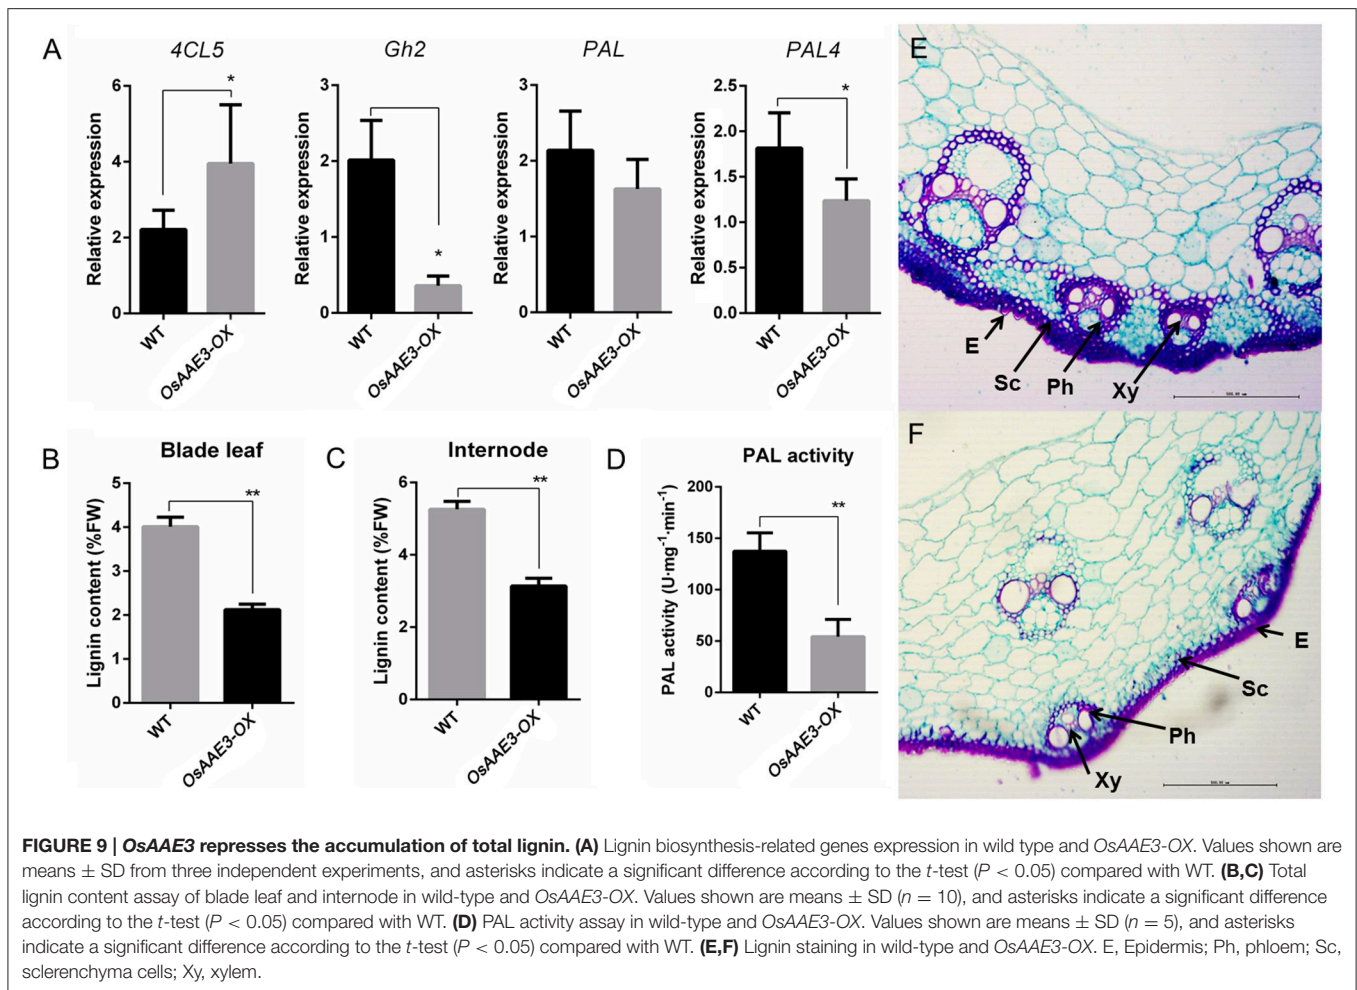 A
4CL5
Gh2
PAL
PAL4
Relative expression
6
4
2
0
*
WT
OsAAE3-OX
Relative expression
3
2
1
0
*
WT
OsAAE3-OX
Relative expression
3
2
1
0
WT
OsAAE3-OX
Relative expression
2.5
2.0
1.5
1.0
0.5
0.0
*
WT
OsAAE3-OX
E
E
Sc
Ph
Xy
B
Blade leaf
Lignin content (%FW)
5
4
3
2
1
0
**
WT
OsAAE3-OX
C
Internode
Lignin content (%FW)
6
4
2
0
**
WT
OsAAE3-OX
D
PAL activity
PAL activity (U·mg⁻¹·min⁻¹)
200
150
100
50
0
**
WT
OsAAE3-OX
F
E
Sc
Ph
Xy
FIGURE 9 | OsAAE3 represses the accumulation of total lignin. (A) Lignin biosynthesis-related genes expression in wild type and OsAAE3-OX. Values shown are
means ± SD from three independent experiments, and asterisks indicate a significant difference according to the t-test (P < 0.05) compared with WT. (B,C) Total
lignin content assay of blade leaf and internode in wild-type and OsAAE3-OX. Values shown are means ± SD (n = 10), and asterisks indicate a significant difference
according to the t-test (P < 0.05) compared with WT. (D) PAL activity assay in wild-type and OsAAE3-OX. Values shown are means ± SD (n = 5), and asterisks
indicate a significant difference according to the t-test (P < 0.05) compared with WT. (E,F) Lignin staining in wild-type and OsAAE3-OX. E, Epidermis; Ph, phloem; Sc,
sclerenchyma cells; Xy, xylem.